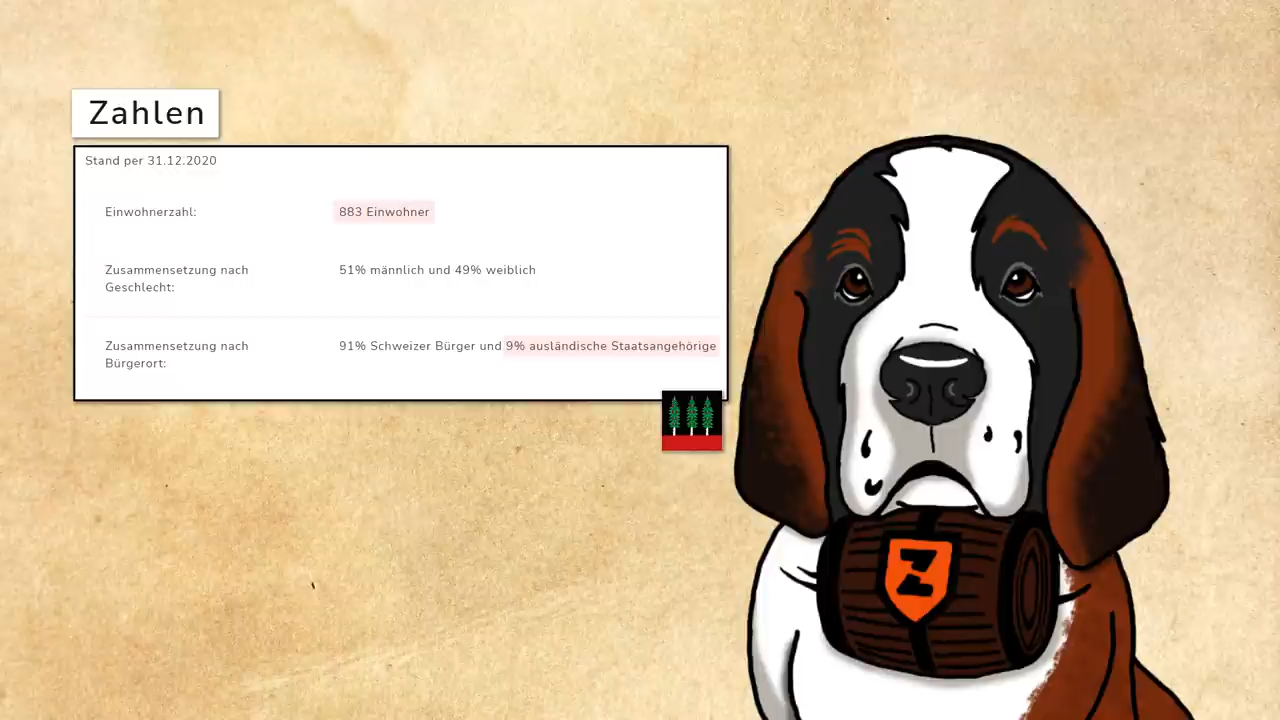 Zahlen
Stand per 31.12.2020
Einwohnerzahl: 883 Einwohner
Zusammensetzung nach 51% männlich und 49% weiblich
Geschlecht:
Zusammensetzung nach 91% Schweizer Bürger und 9% ausländische Staatsangehörige
Bürgerort:
Z